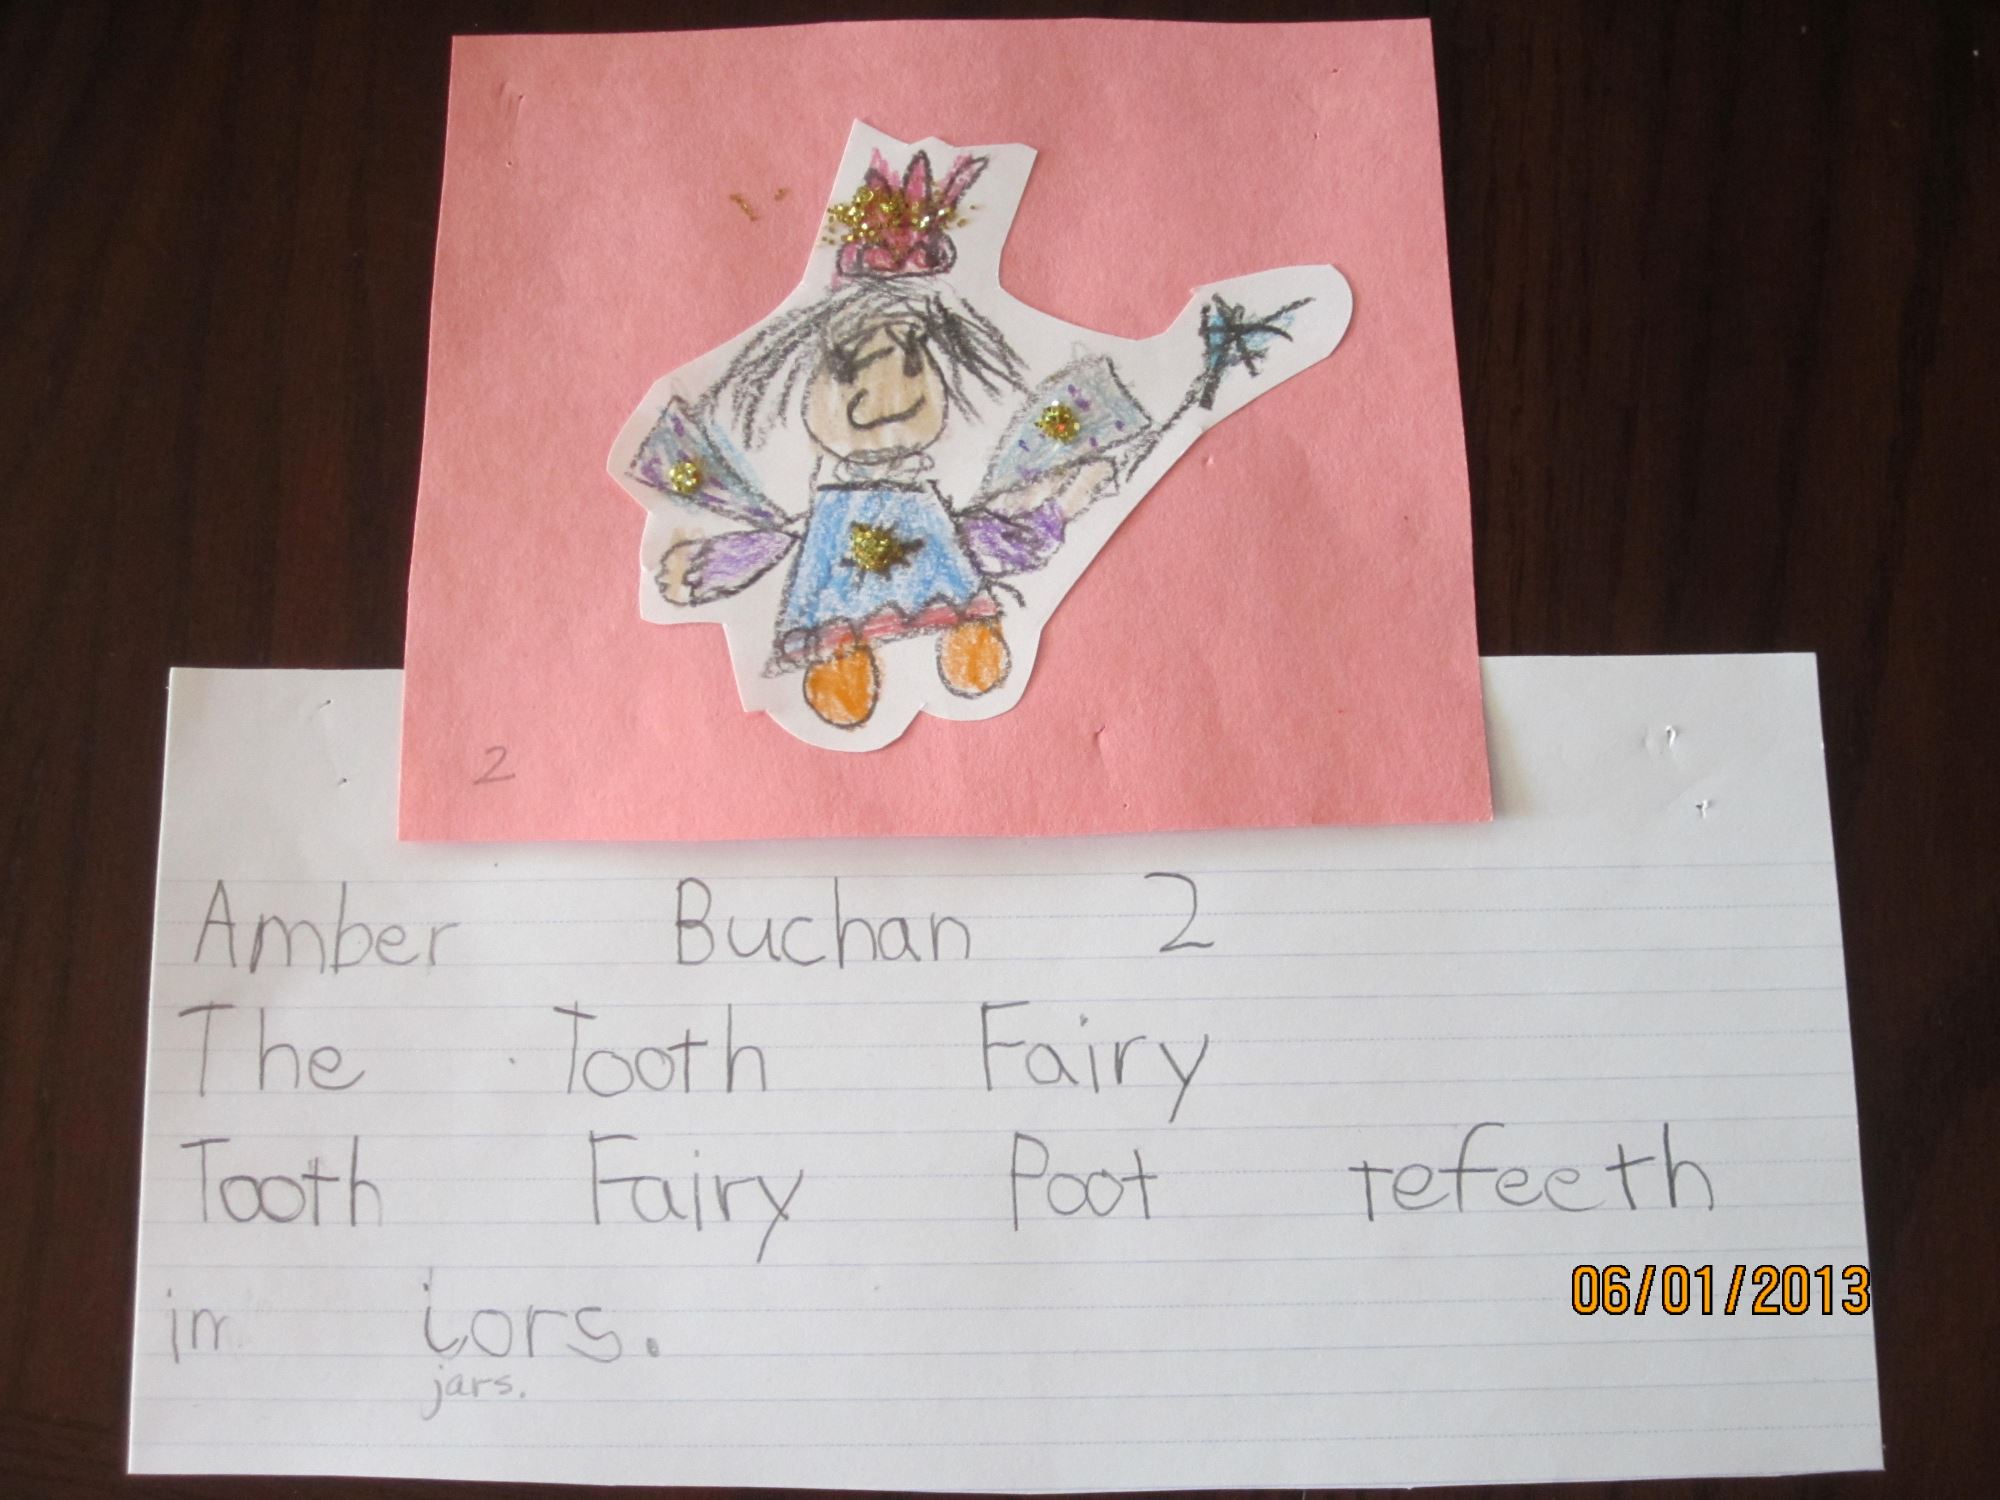 2
Amber Buchan 2
The Tooth Fairy
Tooth Fairy Poot tefeeth
06/01/2013
in iors.
jars.